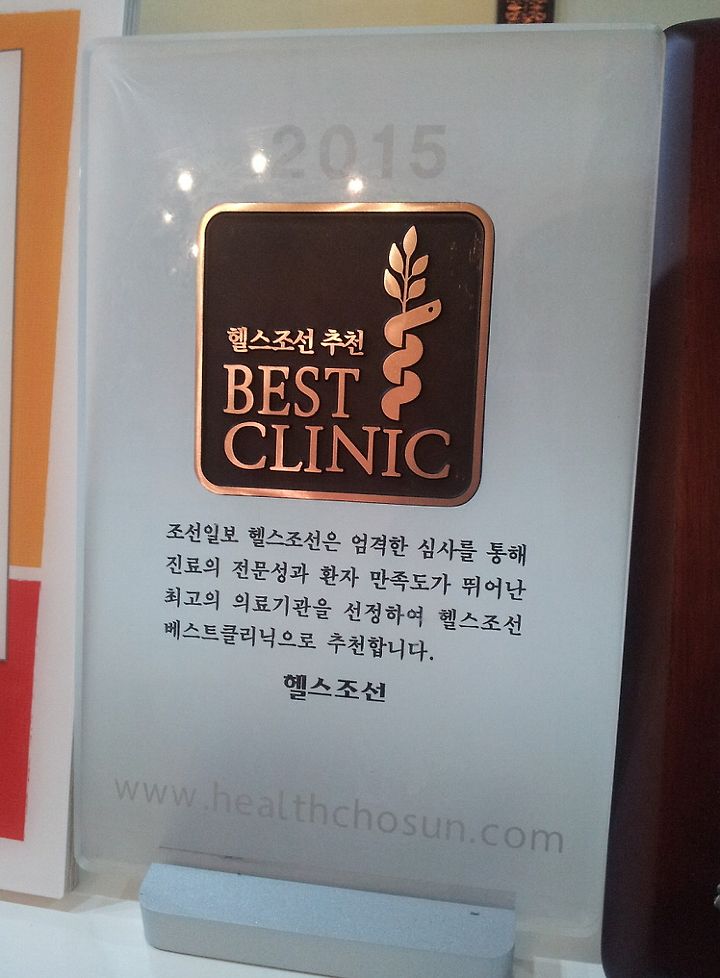 2015
헬스조선 추천
BEST
CLINIC
조선일보 헬스조선은 엄격한 심사를 통해
진료의 전문성과 환자 만족도가 뛰어난
최고의 의료기관을 선정하여 헬스조선
베스트클리닉으로 추천합니다.
헬스조선
www.healthchosun.com